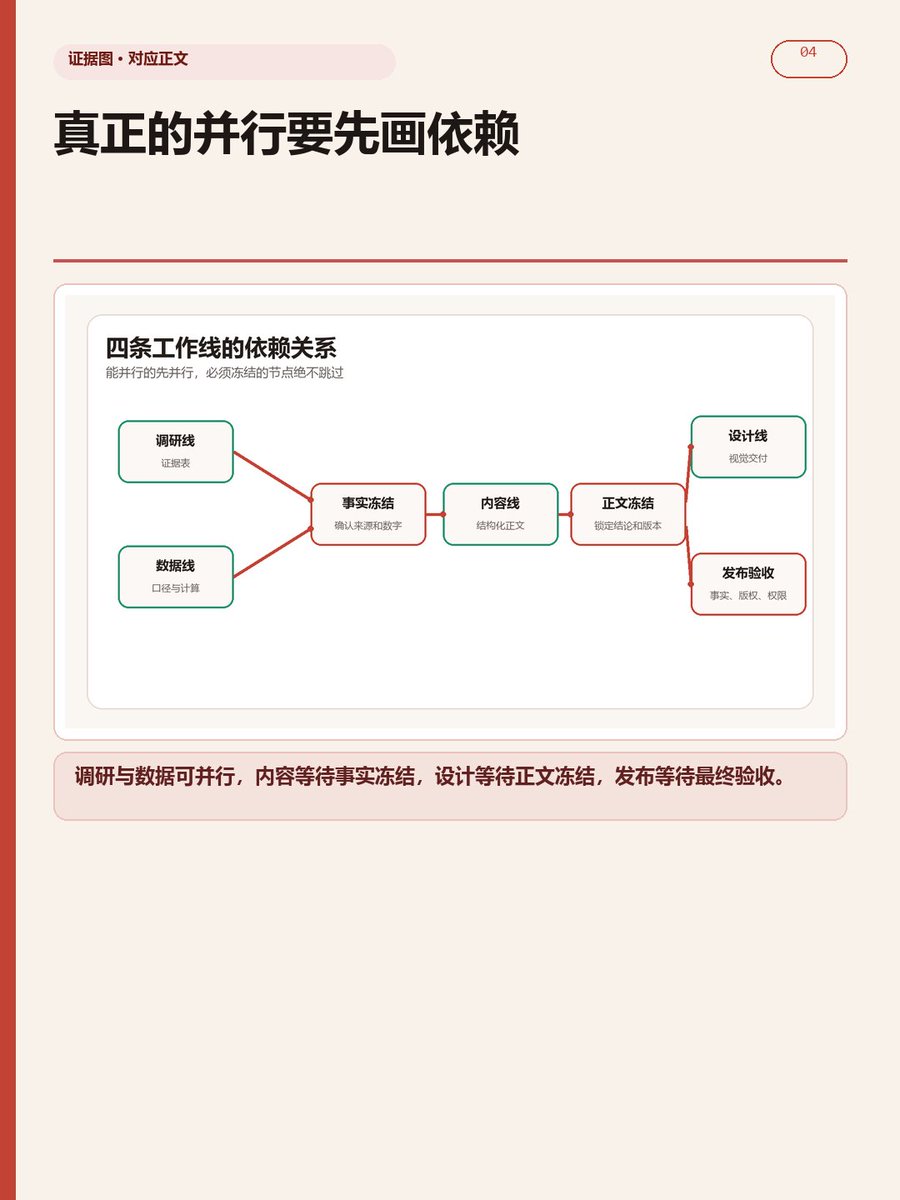 证据图·对应正文
04
真正的并行要先画依赖
四条工作线的依赖关系
能并行的先并行，必须冻结的节点绝不跳过
调研线
证据表
数据线
口径与计算
事实冻结
确认来源和数字
内容线
结构化正文
正文冻结
锁定结论和版本
设计线
视觉交付
发布验收
事实、版权、权限
调研与数据可并行，内容等待事实冻结，设计等待正文冻结，发布等待最终验收。